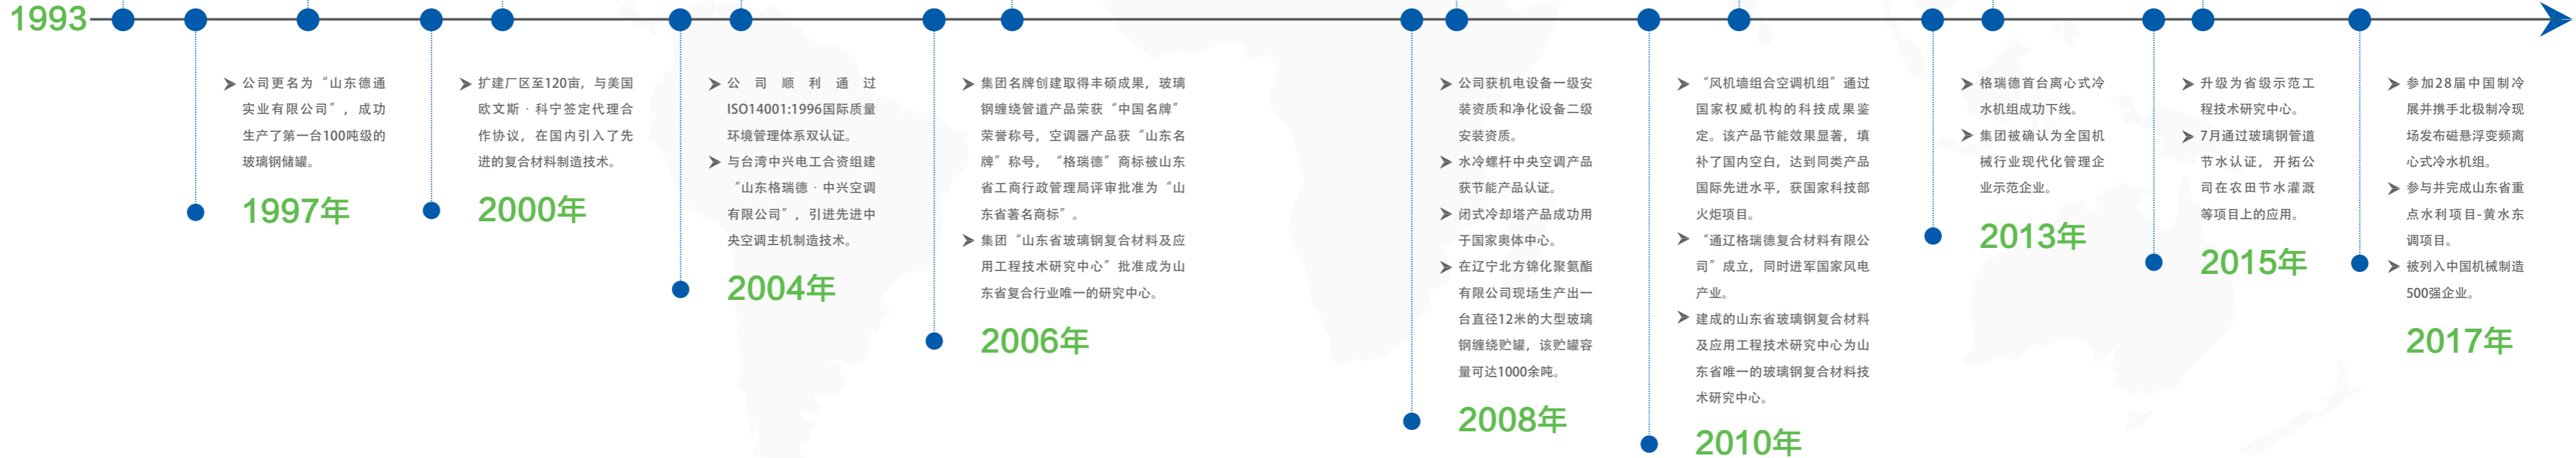 1993
公司更名为“山东德通
实业有限公司”，成功
生产了第一台100吨级的
玻璃钢储罐。
1997年
扩建厂区至120亩，与美国
欧文斯·科宁签定代理合
作协议，在国内引入了先
进的复合材料制造技术。
2000年
公司顺利通过
ISO14001:1996国际质量
环境管理体系双认证。
与台湾中兴电工合资组建
“山东格瑞德·中兴空调
有限公司”，引进先进中
央空调主机制造技术。
2004年
集团名牌创建取得丰硕成果，玻璃
钢缠绕管道产品荣获“中国名牌”
荣誉称号，空调器产品获“山东名
牌”称号，“格瑞德”商标被山东
省工商行政管理局评审批准为“山
东省著名商标”。
集团“山东省玻璃钢复合材料及应
用工程技术研究中心”批准成为山
东省复合行业唯一的研究中心。
2006年
公司获机电设备一级安
装资质和净化设备二级
安装资质。
水冷螺杆中央空调产品
获节能产品认证。
闭式冷却塔产品成功用
于国家奥体中心。
在辽宁北方锦化聚氨酯
有限公司现场生产出一
台直径12米的大型玻璃
钢缠绕贮罐，该贮罐容
量可达1000余吨。
2008年
“风机墙组合空调机组”通过
国家权威机构的科技成果鉴
定。该产品节能效果显著，填
补了国内空白，达到同类产品
国际先进水平，获国家科技部
火炬项目。
“通辽格瑞德复合材料有限公
司”成立，同时进军国家风电
产业。
建成的山东省玻璃钢复合材料
及应用工程技术研究中心为山
东省唯一的玻璃钢复合材料技
术研究中心。
2010年
格瑞德首台离心式冷
水机组成功下线。
集团被确认为全国机
械行业现代化管理企
业示范企业。
2013年
升级为省级示范工
程技术研究中心。
7月通过玻璃钢管道
节水认证，开拓公
司在农田节水灌溉
等项目上的应用。
2015年
参加28届中国制冷
展并携手北极制冷现
场发布磁悬浮变频离
心式冷水机组。
参与并完成山东省重
点水利项目-黄水东
调项目。
被列入中国机械制造
500强企业。
2017年